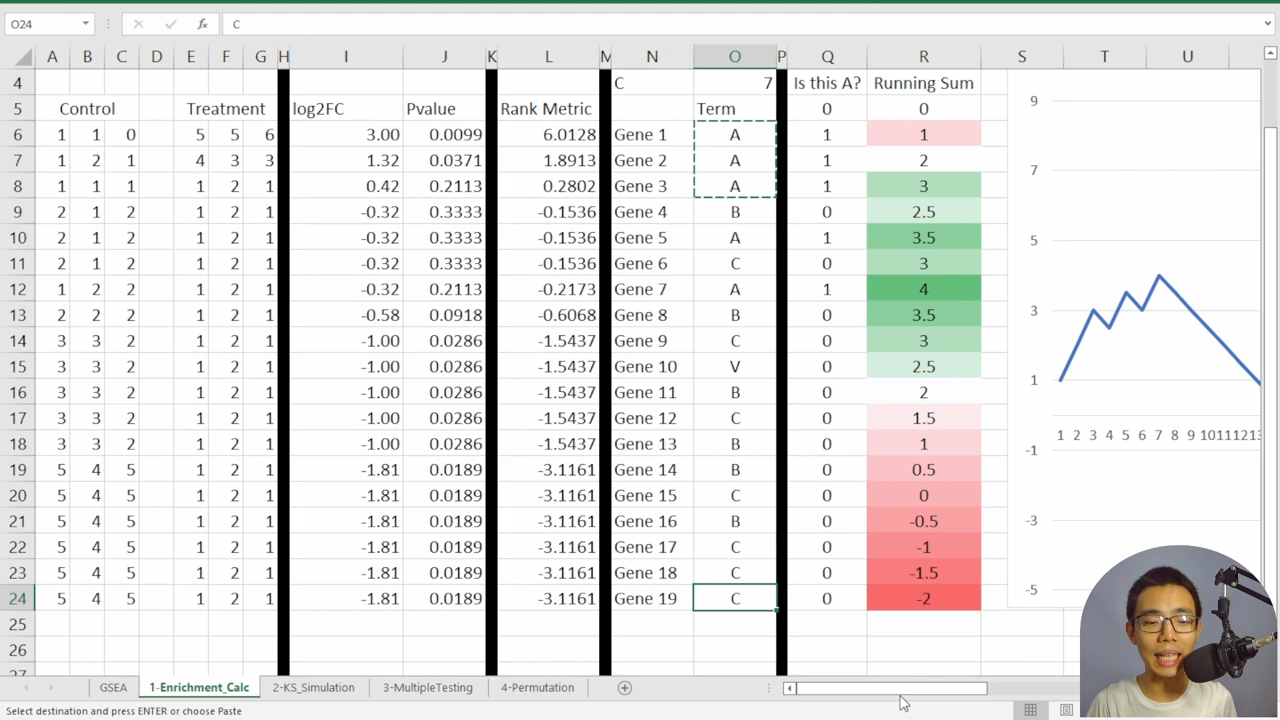 O24 fx C
A B C D E F G H I J K L M N O P Q R S T U
4 C 7 Is this A? Running Sum
5 Control Treatment log2FC Pvalue Rank Metric Term 0 0
6 1 1 0 5 5 6 3.00 0.0099 6.0128 Gene 1 A 1 1
7 1 2 1 4 3 3 1.32 0.0371 1.8913 Gene 2 A 1 2
8 1 1 1 1 2 1 0.42 0.2113 0.2802 Gene 3 A 1 3
9 2 1 2 1 2 1 -0.32 0.3333 -0.1536 Gene 4 B 0 2.5
10 2 1 2 1 2 1 -0.32 0.3333 -0.1536 Gene 5 A 1 3.5
11 2 1 2 1 2 1 -0.32 0.3333 -0.1536 Gene 6 C 0 3
12 1 2 2 1 2 1 -0.32 0.2113 -0.2173 Gene 7 A 1 4
13 2 2 2 1 2 1 -0.58 0.0918 -0.6068 Gene 8 B 0 3.5
14 3 3 2 1 2 1 -1.00 0.0286 -1.5437 Gene 9 C 0 3
15 3 3 2 1 2 1 -1.00 0.0286 -1.5437 Gene 10 V 0 2.5
16 3 3 2 1 2 1 -1.00 0.0286 -1.5437 Gene 11 B 0 2
17 3 3 2 1 2 1 -1.00 0.0286 -1.5437 Gene 12 C 0 1.5
18 3 3 2 1 2 1 -1.00 0.0286 -1.5437 Gene 13 B 0 1
19 5 4 5 1 2 1 -1.81 0.0189 -3.1161 Gene 14 B 0 0.5
20 5 4 5 1 2 1 -1.81 0.0189 -3.1161 Gene 15 C 0 0
21 5 4 5 1 2 1 -1.81 0.0189 -3.1161 Gene 16 B 0 -0.5
22 5 4 5 1 2 1 -1.81 0.0189 -3.1161 Gene 17 C 0 -1
23 5 4 5 1 2 1 -1.81 0.0189 -3.1161 Gene 18 C 0 -1.5
24 5 4 5 1 2 1 -1.81 0.0189 -3.1161 Gene 19 C 0 -2
25
26
27
9
7
5
3
1
1 2 3 4 5 6 7 8 9 10 11 12 13
-1
-3
-5
GSEA 1-Enrichment_Calc 2-KS_Simulation 3-MultipleTesting 4-Permutation
Select destination and press ENTER or choose Paste